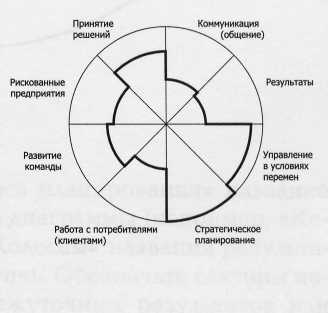 Принятие
решений
Коммуникация
(общение)
Рискованные
предприятия
Результаты
Развитие
команды
Управление
в условиях
перемен
Работа с потребителями
(клиентами)
Стратегическое
планирование